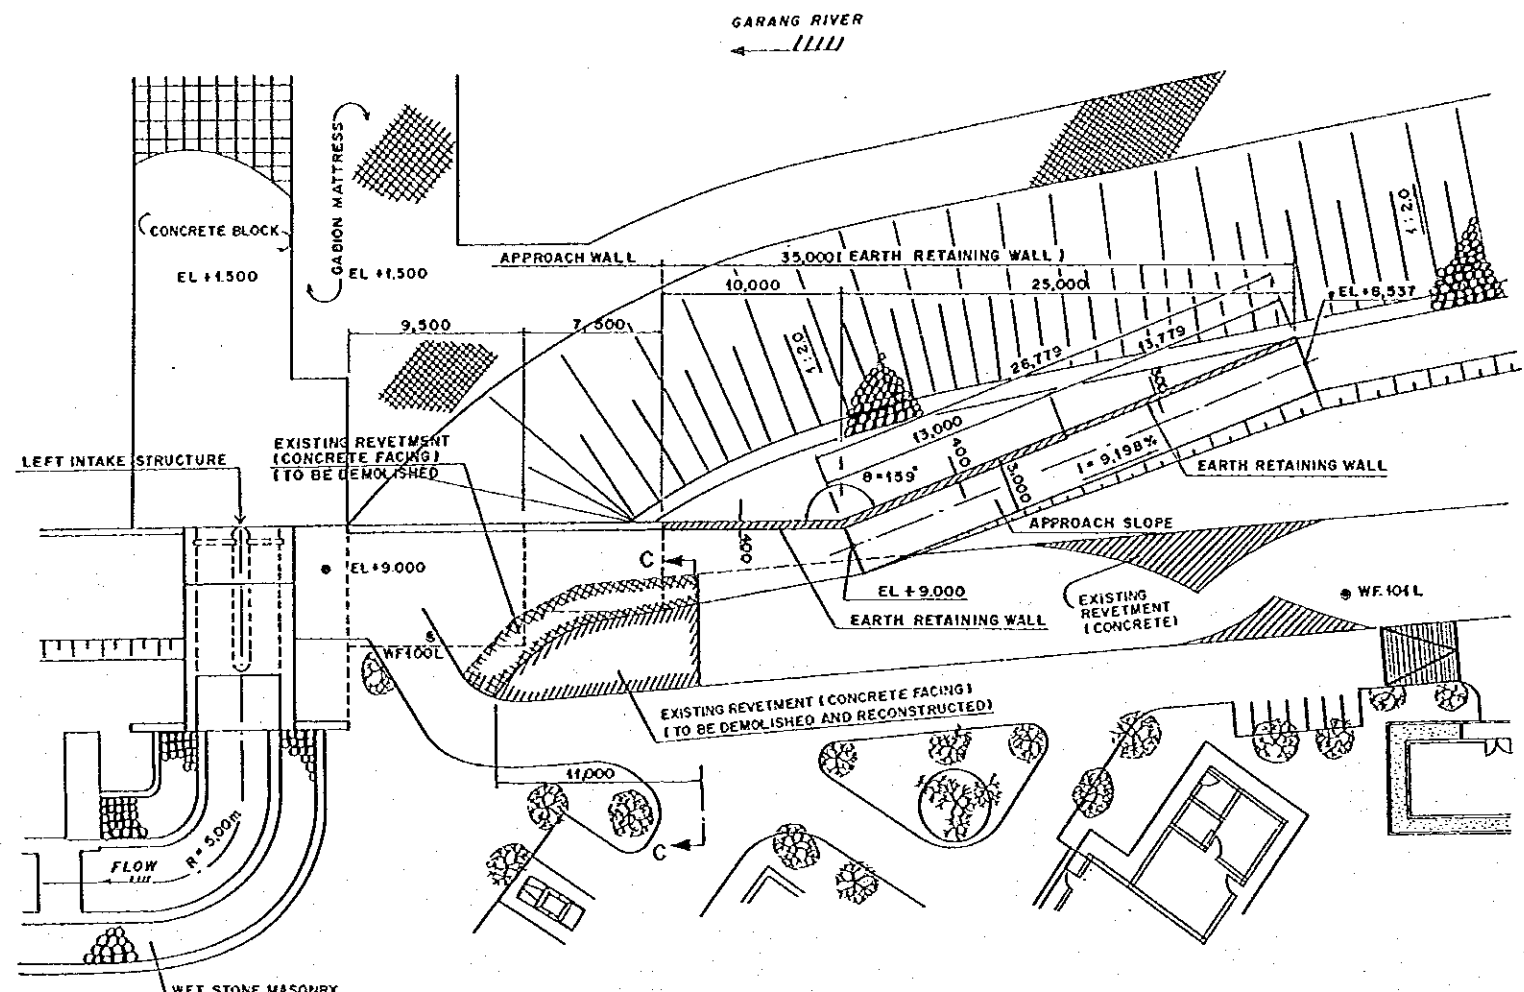 GARANG RIVER
GABION MATTRESS
CONCRETE BLOCK
EL +1.500
EL +1,500
1:2.0
APPROACH WALL
35,000 ( EARTH RETAINING WALL )
10,000
25,000
EL+8,537
9,500
7,500
1:2.0
26,779
13,779
13,000
400
3,000
I = 9,198%
θ=159°
EXISTING REVETMENT
(CONCRETE FACING)
(TO BE DEMOLISHED
LEFT INTAKE STRUCTURE
EARTH RETAINING WALL
APPROACH SLOPE
400
C
EL +9.000
EL +9.000
EARTH RETAINING WALL
EXISTING
REVETMENT
(CONCRETE)
WF.101L
WF100L
EXISTING REVETMENT (CONCRETE FACING)
(TO BE DEMOLISHED AND RECONSTRUCTED)
11,000
C
R= 5,00m
FLOW
WET STONE MASONRY